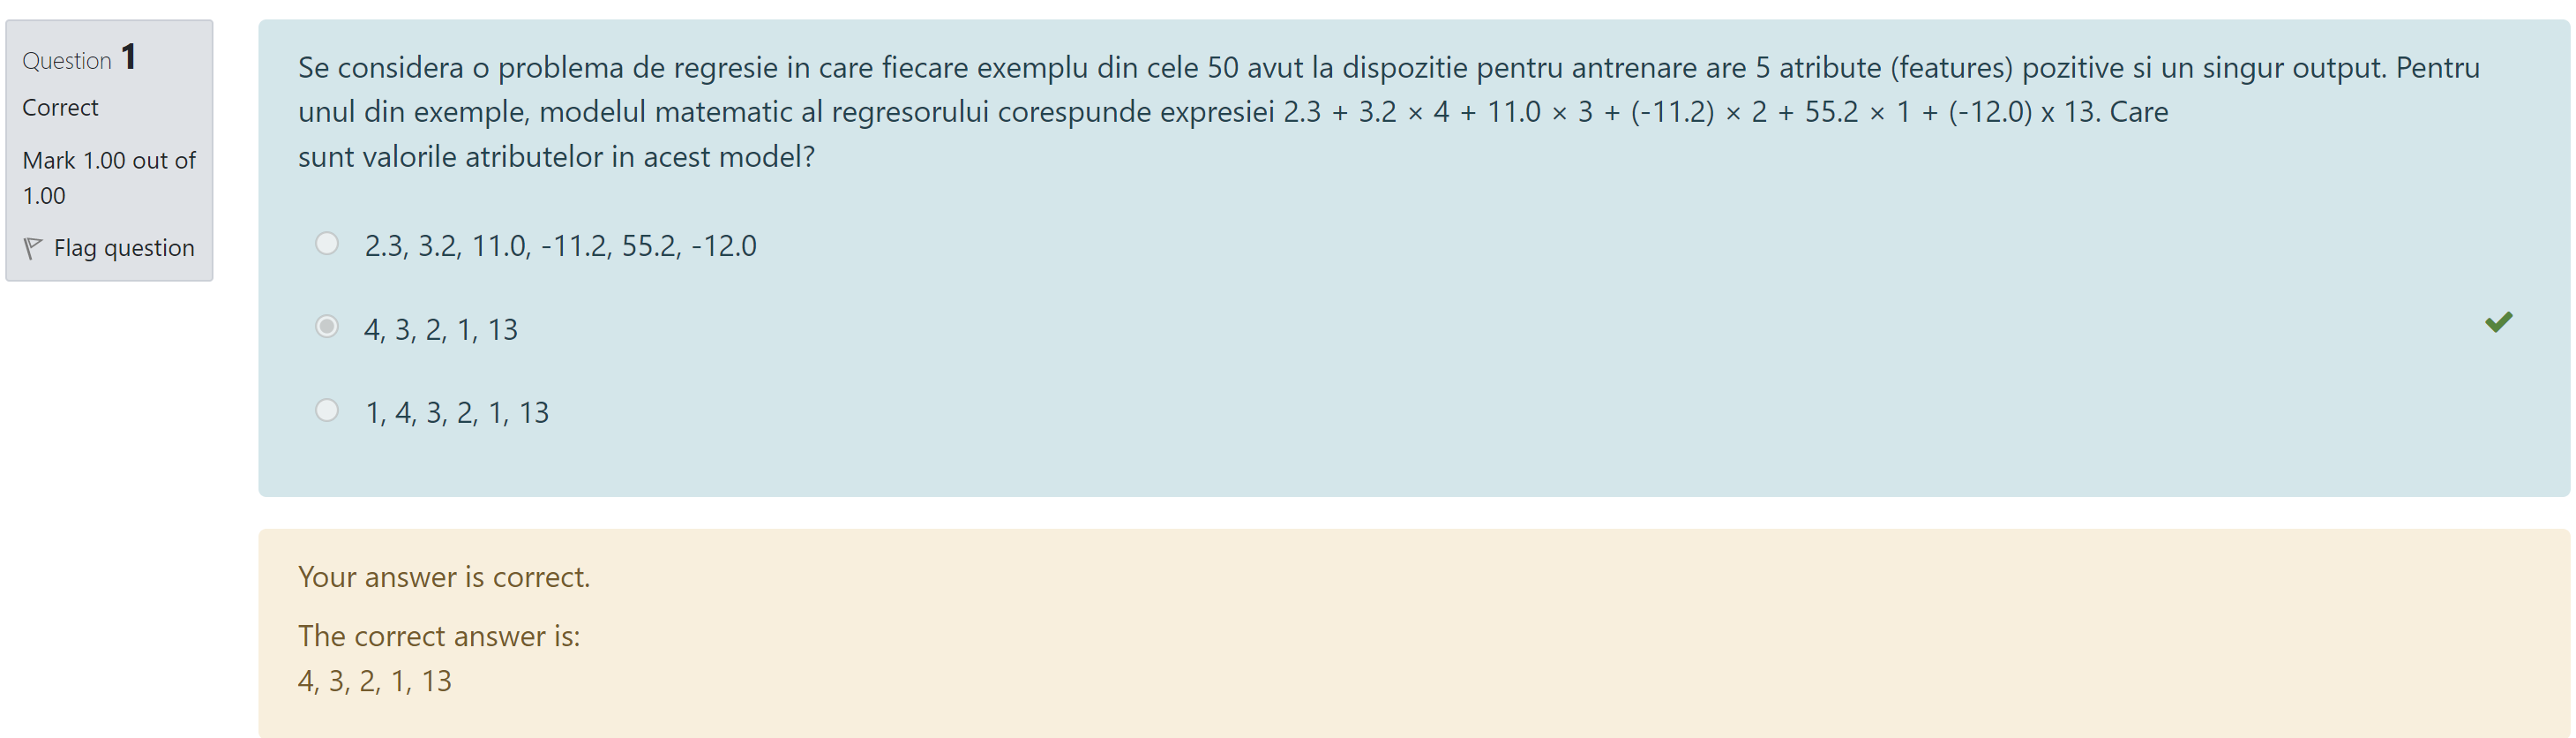 Question 1
Correct
Mark 1.00 out of
1.00
Flag question
Se considera o problema de regresie in care fiecare exemplu din cele 50 avut la dispozitie pentru antrenare are 5 atribute (features) pozitive si un singur output. Pentru
unul din exemple, modelul matematic al regresorului corespunde expresiei 2.3 + 3.2 × 4 + 11.0 × 3 + (-11.2) × 2 + 55.2 × 1 + (-12.0) x 13. Care
sunt valorile atributelor in acest model?
2.3, 3.2, 11.0, -11.2, 55.2, -12.0
4, 3, 2, 1, 13
1, 4, 3, 2, 1, 13
Your answer is correct.
The correct answer is:
4, 3, 2, 1, 13